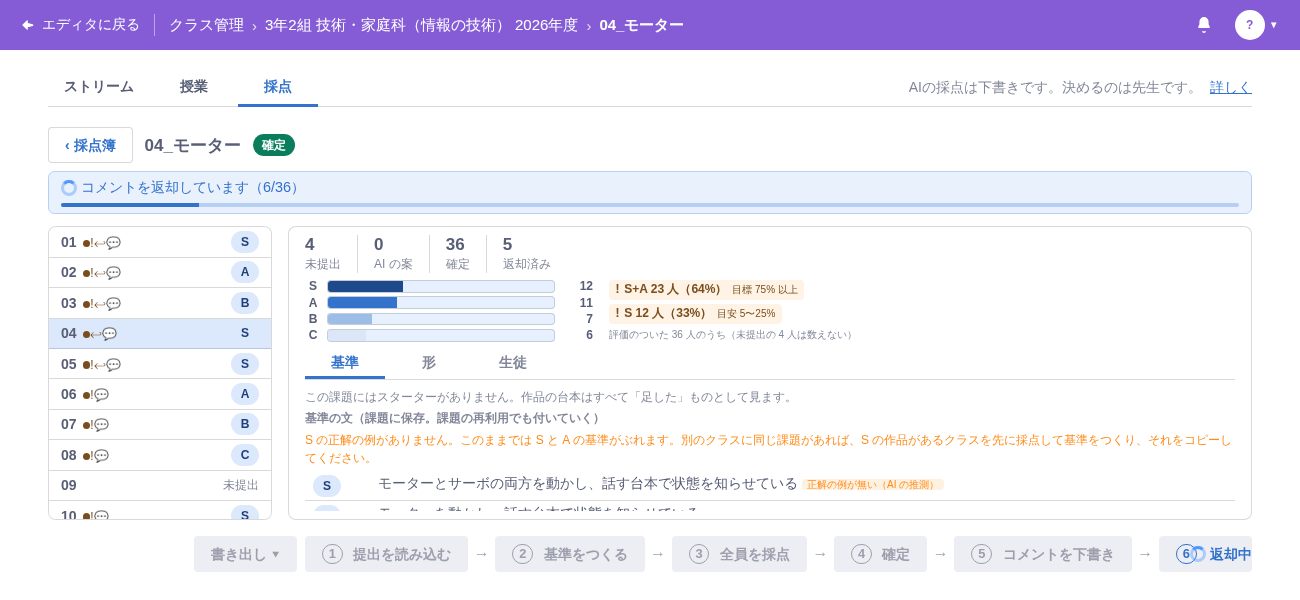 エディタに戻る クラス管理 › 3年2組 技術・家庭科（情報の技術） 2026年度 › 04_モーター ? ▾
ストリーム 授業 採点 AIの採点は下書きです。決めるのは先生です。 詳しく
‹ 採点簿 04_モーター 確定
コメントを返却しています（6/36）
01 ●!↩💬 S
02 ●!↩💬 A
03 ●!↩💬 B
04 ●↩💬 S
05 ●!↩💬 S
06 ●!💬 A
07 ●!💬 B
08 ●!💬 C
09 未提出
10 ●!💬 S
4 0 36 5
未提出 AI の案 確定 返却済み
S 12
A 11
B 7
C 6
! S+A 23 人（64%） 目標 75% 以上
! S 12 人（33%） 目安 5〜25%
評価のついた 36 人のうち（未提出の 4 人は数えない）
基準 形 生徒
この課題にはスターターがありません。作品の台本はすべて「足した」ものとして見ます。
基準の文（課題に保存。課題の再利用でも付いていく）
S の正解の例がありません。このままでは S と A の基準がぶれます。別のクラスに同じ課題があれば、S の作品があるクラスを先に採点して基準をつくり、それをコピーし
てください。
S モーターとサーボの両方を動かし、話す台本で状態を知らせている 正解の例が無い（AI の推測）
書き出し ▾ 1 提出を読み込む → 2 基準をつくる → 3 全員を採点 → 4 確定 → 5 コメントを下書き → 6 返却中